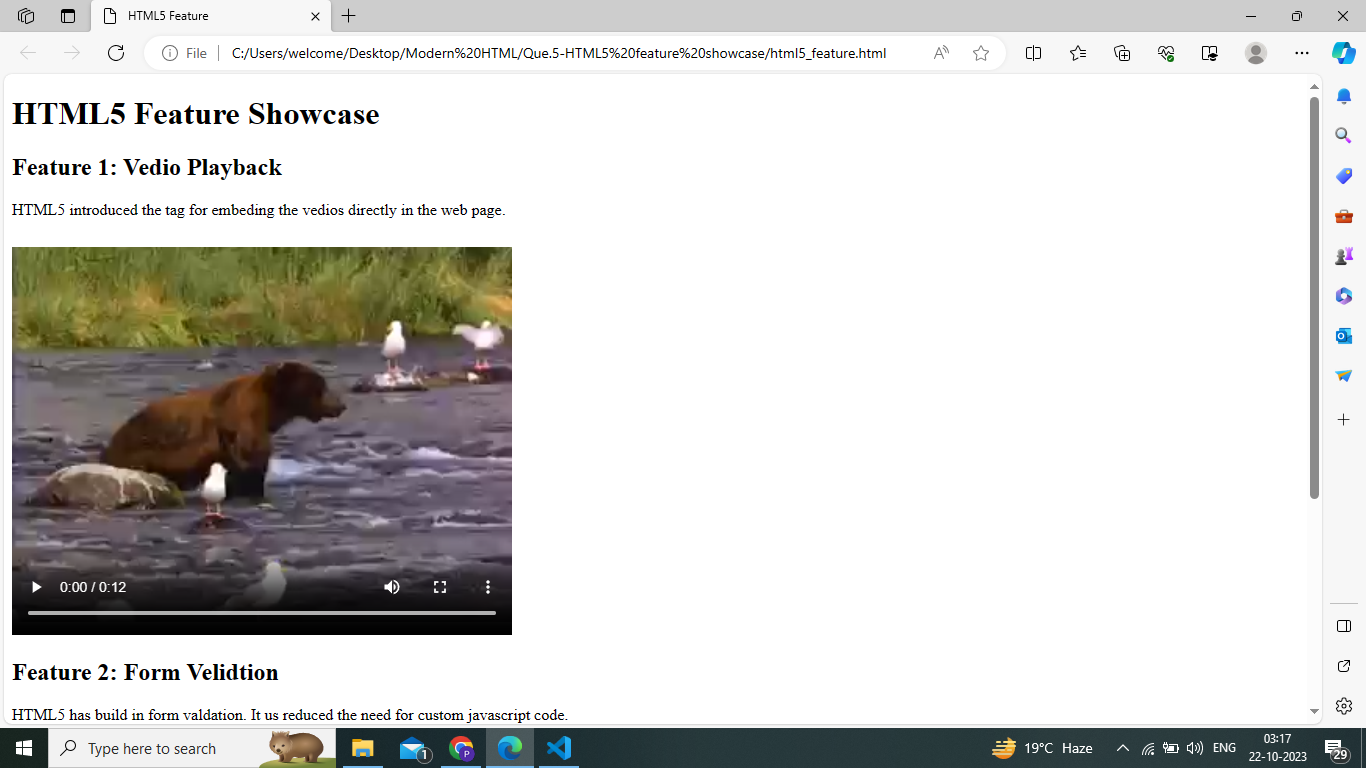 HTML5 Feature
File
C:/Users/welcome/Desktop/Modern%20HTML/Que.5-HTML5%20feature%20showcase/html5_feature.html
HTML5 Feature Showcase
Feature 1: Vedio Playback
HTML5 introduced the tag for embeding the vedios directly in the web page.
0:00 / 0:12
Feature 2: Form Velidtion
HTML5 has build in form valdation. It us reduced the need for custom javascript code.
Type here to search
1
P
19°C Haze
ENG
03:17
22-10-2023
29